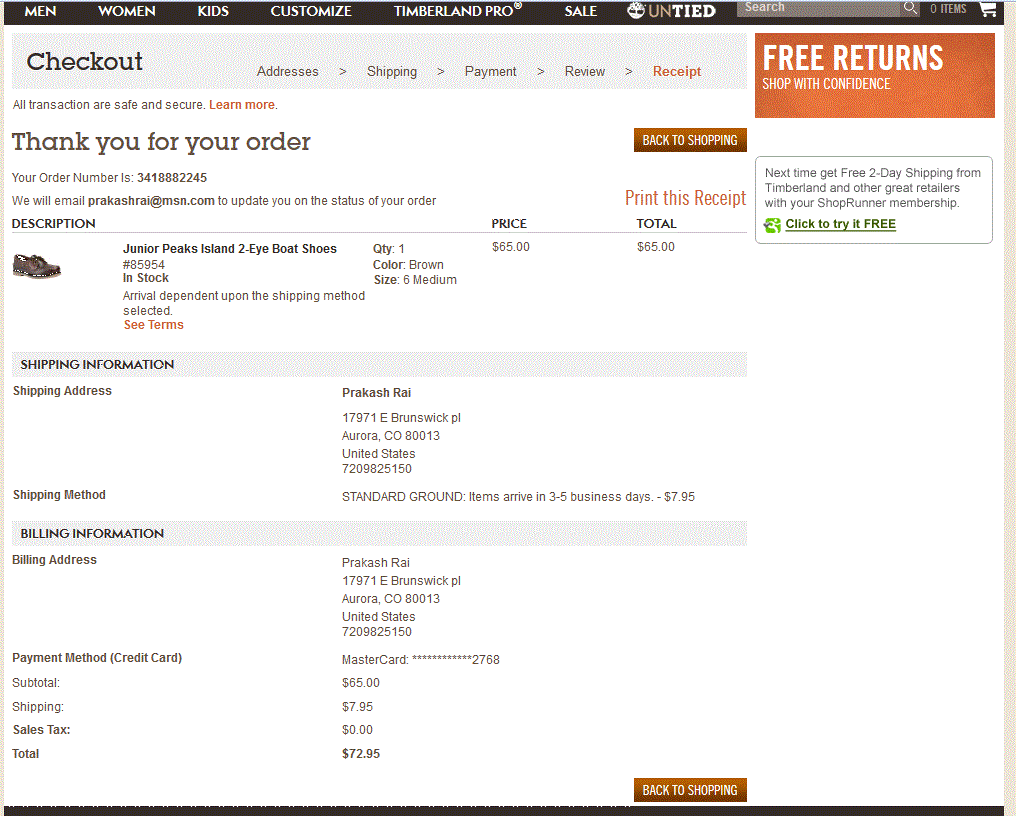 MEN WOMEN KIDS CUSTOMIZE TIMBERLAND PRO® SALE UNTIED Search 0 ITEMS
Checkout
Addresses > Shipping > Payment > Review > Receipt
FREE RETURNS
SHOP WITH CONFIDENCE
All transaction are safe and secure. Learn more.
Thank you for your order
BACK TO SHOPPING
Your Order Number Is: 3418882245
We will email prakashrai@msn.com to update you on the status of your order
Print this Receipt
Next time get Free 2-Day Shipping from
Timberland and other great retailers
with your ShopRunner membership.
Click to try it FREE
DESCRIPTION PRICE TOTAL
Junior Peaks Island 2-Eye Boat Shoes Qty: 1 $65.00 $65.00
#85954 Color: Brown
In Stock Size: 6 Medium
Arrival dependent upon the shipping method
selected.
See Terms
SHIPPING INFORMATION
Shipping Address Prakash Rai
17971 E Brunswick pl
Aurora, CO 80013
United States
7209825150
Shipping Method STANDARD GROUND: Items arrive in 3-5 business days. - $7.95
BILLING INFORMATION
Billing Address Prakash Rai
17971 E Brunswick pl
Aurora, CO 80013
United States
7209825150
Payment Method (Credit Card) MasterCard: ************2768
Subtotal: $65.00
Shipping: $7.95
Sales Tax: $0.00
Total $72.95
BACK TO SHOPPING